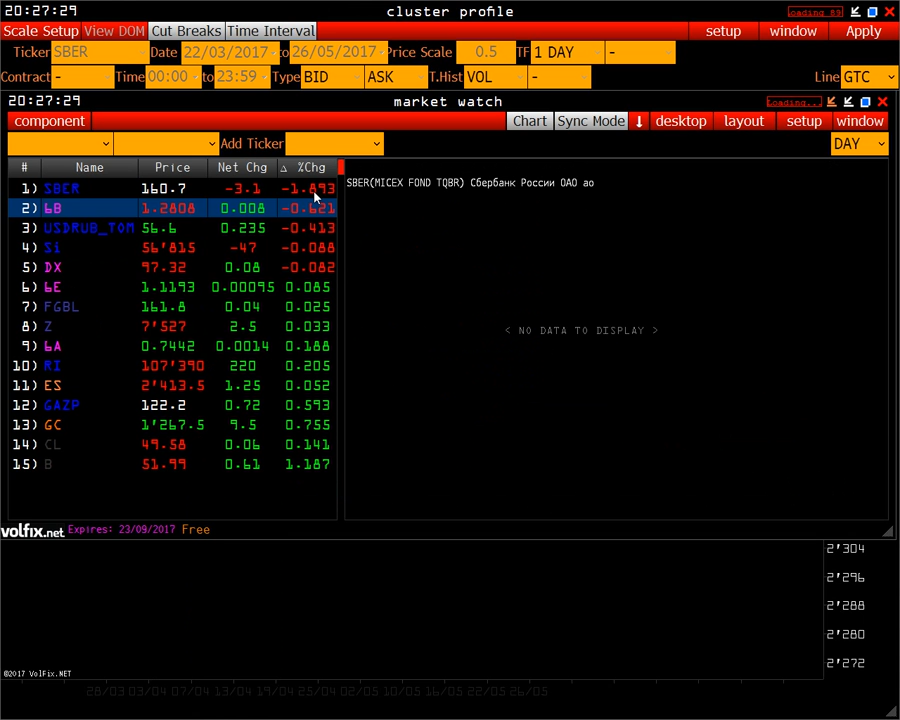 20:27:29 cluster profile Loading 89
Scale Setup View DOM Cut Breaks Time Interval setup window Apply
Ticker SBER Date 22/03/2017 to 26/05/2017 Price Scale 0.5 TF 1 DAY -
Contract - Time 00:00 to 23:59 Type BID ASK T.Hist VOL - Line GTC
20:27:29 market watch Loading...
component Chart Sync Mode ↓ desktop layout setup window
Add Ticker DAY
# Name Price Net Chg △ %Chg
1) SBER 160.7 -3.1 -1.893
SBER(MICEX FOND TQBR) Сбербанк России ОАО ао
2) 6B 1.2808 0.008 -0.621
3) USDRUB_TOM 56.6 0.235 -0.413
4) Si 56'815 -47 -0.088
5) DX 97.32 0.08 -0.082
6) 6E 1.1193 0.00095 0.085
7) FGBL 161.8 0.04 0.025
8) Z 7'527 2.5 0.033
< NO DATA TO DISPLAY >
9) 6A 0.7442 0.0014 0.188
10) RI 107'390 220 0.205
11) ES 2'413.5 1.25 0.052
12) GAZP 122.2 0.72 0.593
13) GC 1'267.5 9.5 0.755
14) CL 49.58 0.06 0.141
15) B 51.99 0.61 1.187
volfix.net Expires: 23/09/2017 Free
2'304
2'296
2'288
2'280
2'272
©2017 VolFix.NET
28/03 03/04 07/04 13/04 19/04 25/04 02/05 10/05 16/05 22/05 26/05